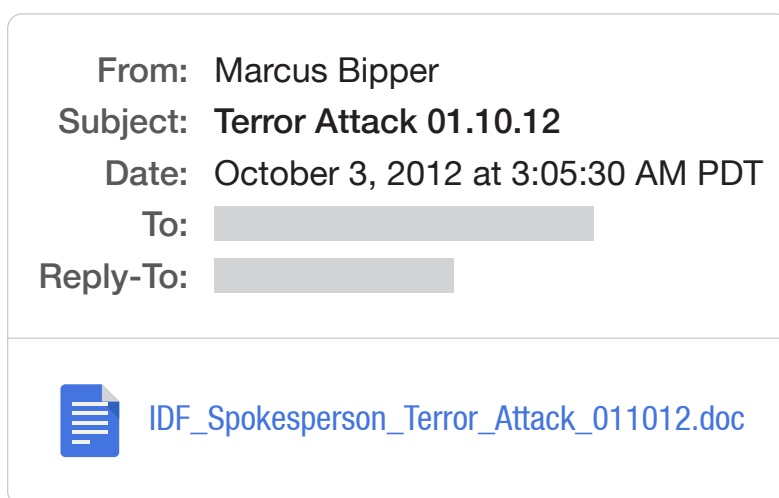 From: Marcus Bipper
Subject: Terror Attack 01.10.12
Date: October 3, 2012 at 3:05:30 AM PDT
To:
Reply-To:
IDF_Spokesperson_Terror_Attack_011012.doc